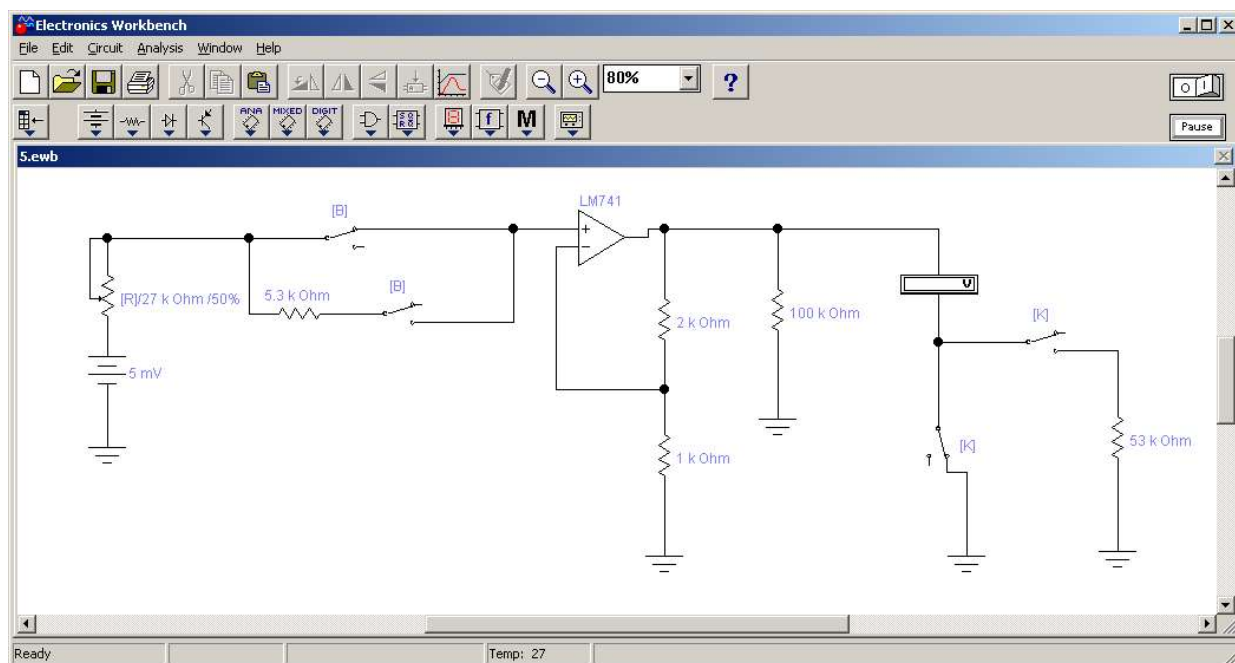 Electronics Workbench
File Edit Circuit Analysis Window Help
80% ?
ANA MIXED DIGIT M
Pause
5.ewb
LM741
[B]
[R]/27 k Ohm /50%
5.3 k Ohm
[B]
V
2 k Ohm
100 k Ohm
[K]
5 mV
1 k Ohm
[K]
53 k Ohm
Ready Temp: 27